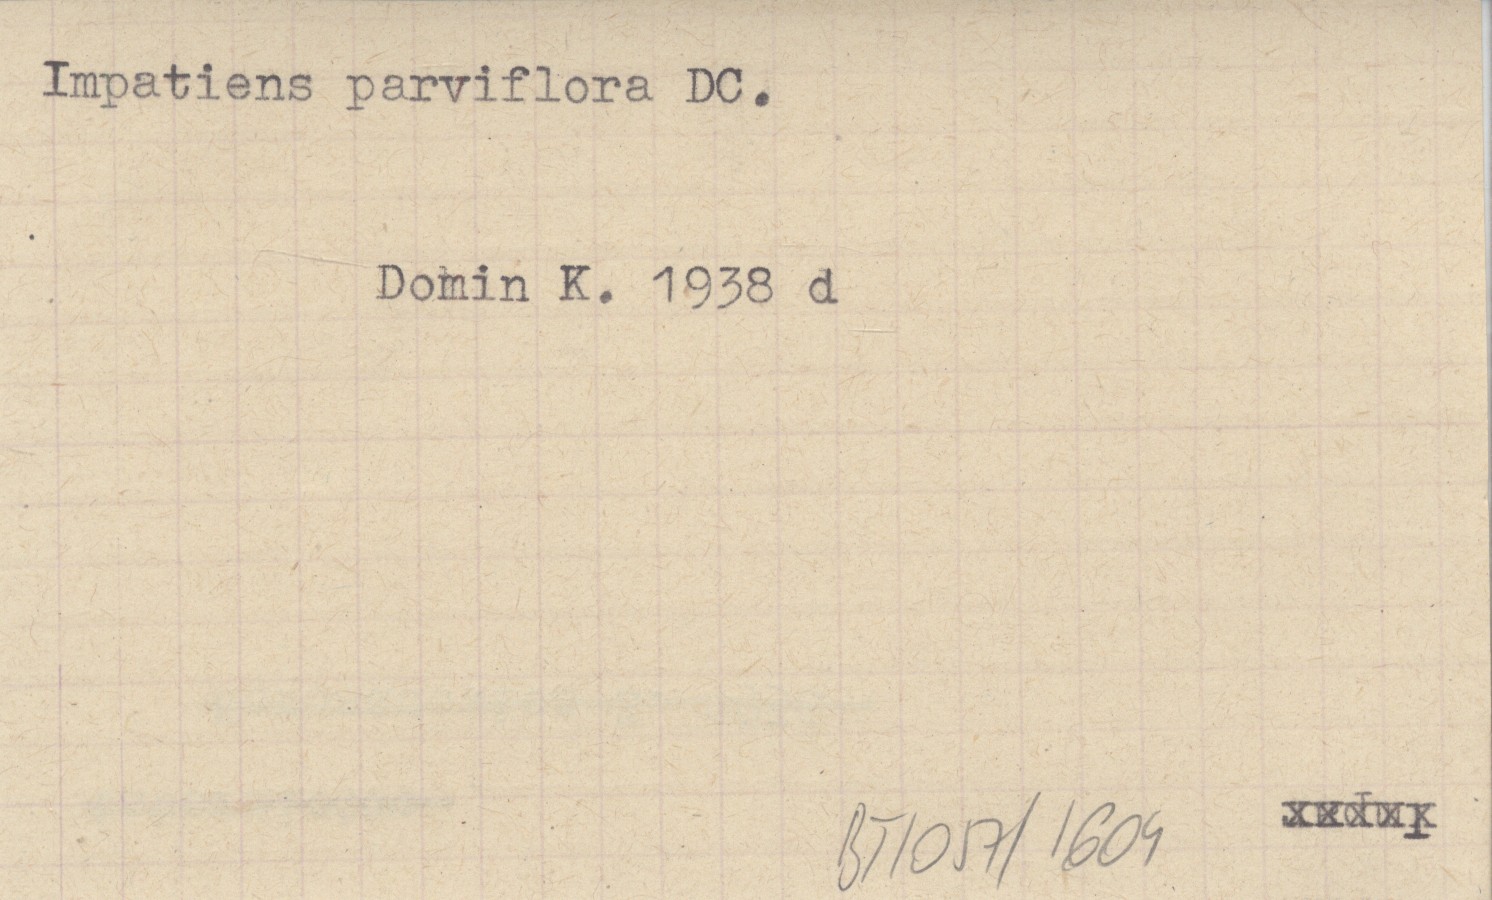 Impatiens parviflora DC.
Domin K. 1938 d
BT1057/1604